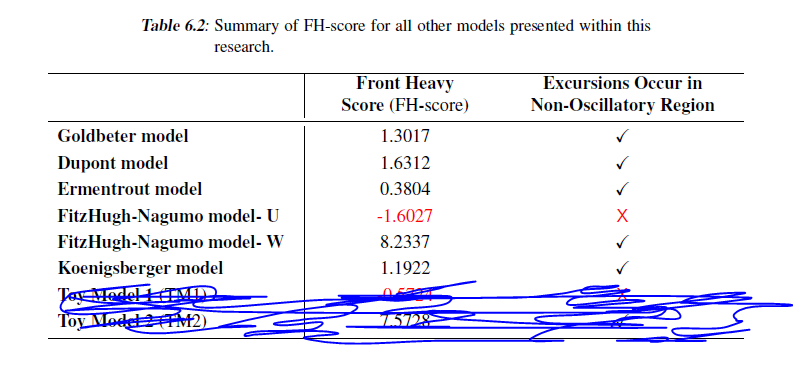 Table 6.2: Summary of FH-score for all other models presented within this
research.
Front Heavy Excursions Occur in
Score (FH-score) Non-Oscillatory Region
Goldbeter model 1.3017 ✓
Dupont model 1.6312 ✓
Ermentrout model 0.3804 ✓
FitzHugh-Nagumo model- U -1.6027 X
FitzHugh-Nagumo model- W 8.2337 ✓
Koenigsberger model 1.1922 ✓
Toy Model 1 (TM1) X
Toy Model 2 (TM2) 7.5728 ✓